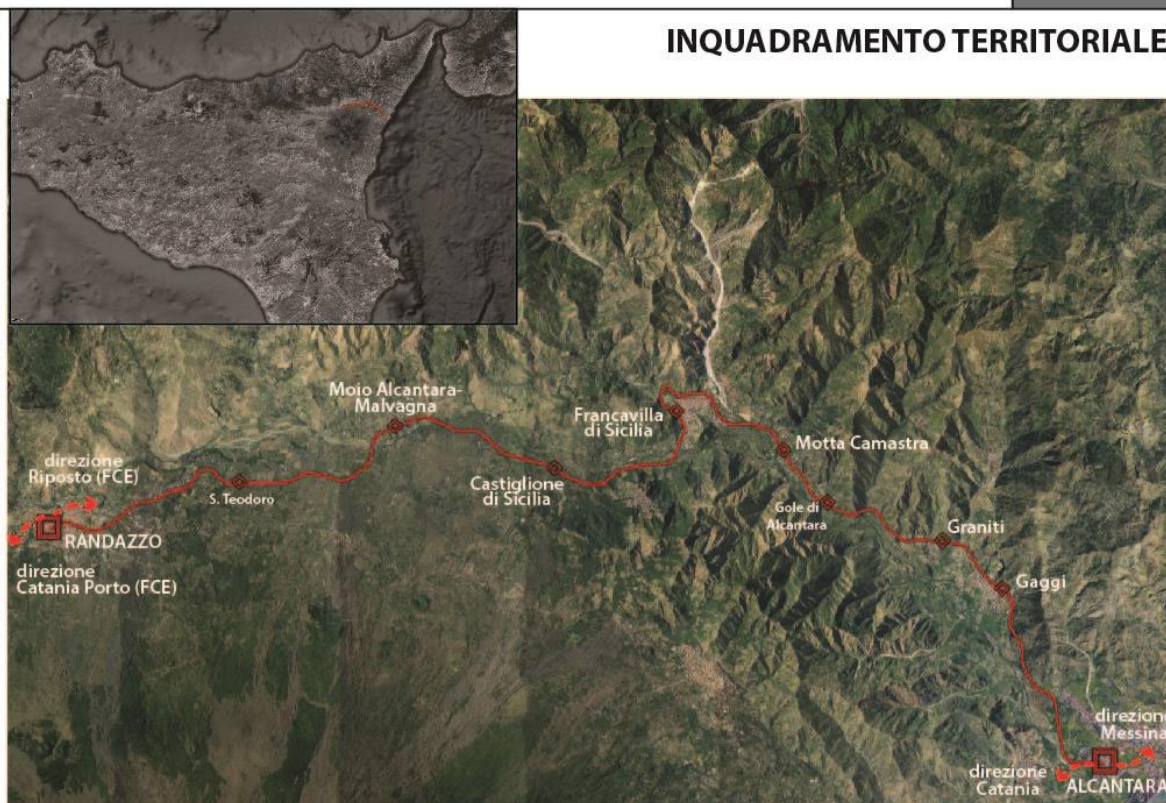 INQUADRAMENTO TERRITORIALE
Moio Alcantara-
Malvagna
Francavilla
di Sicilia
Motta Camastra
direzione
Riposto (FCE)
S. Teodoro
Castiglione
di Sicilia
Gole di
Alcantara
Graniti
RANDAZZO
direzione
Catania Porto (FCE)
Gaggi
direzione
Messina
direzione
Catania
ALCANTARA